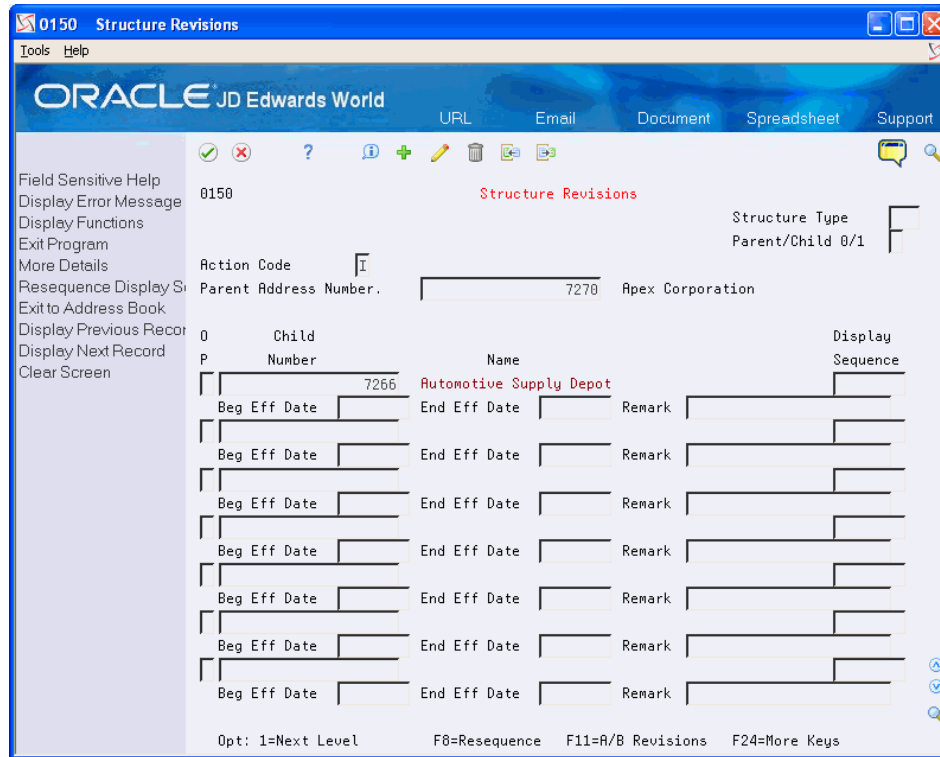 0150 Structure Revisions
Tools Help
ORACLE JD Edwards World
URL Email Document Spreadsheet Support
Field Sensitive Help
Display Error Message
Display Functions
Exit Program
More Details
Resequence Display S
Exit to Address Book
Display Previous Recor
Display Next Record
Clear Screen
0150 Structure Revisions
Structure Type
Parent/Child 0/1
Action Code I
Parent Address Number. 7270 Apex Corporation
O Child Display
P Number Name Sequence
7266 Automotive Supply Depot
Beg Eff Date End Eff Date Remark
Beg Eff Date End Eff Date Remark
Beg Eff Date End Eff Date Remark
Beg Eff Date End Eff Date Remark
Beg Eff Date End Eff Date Remark
Beg Eff Date End Eff Date Remark
Beg Eff Date End Eff Date Remark
Opt: 1=Next Level F8=Resequence F11=A/B Revisions F24=More Keys